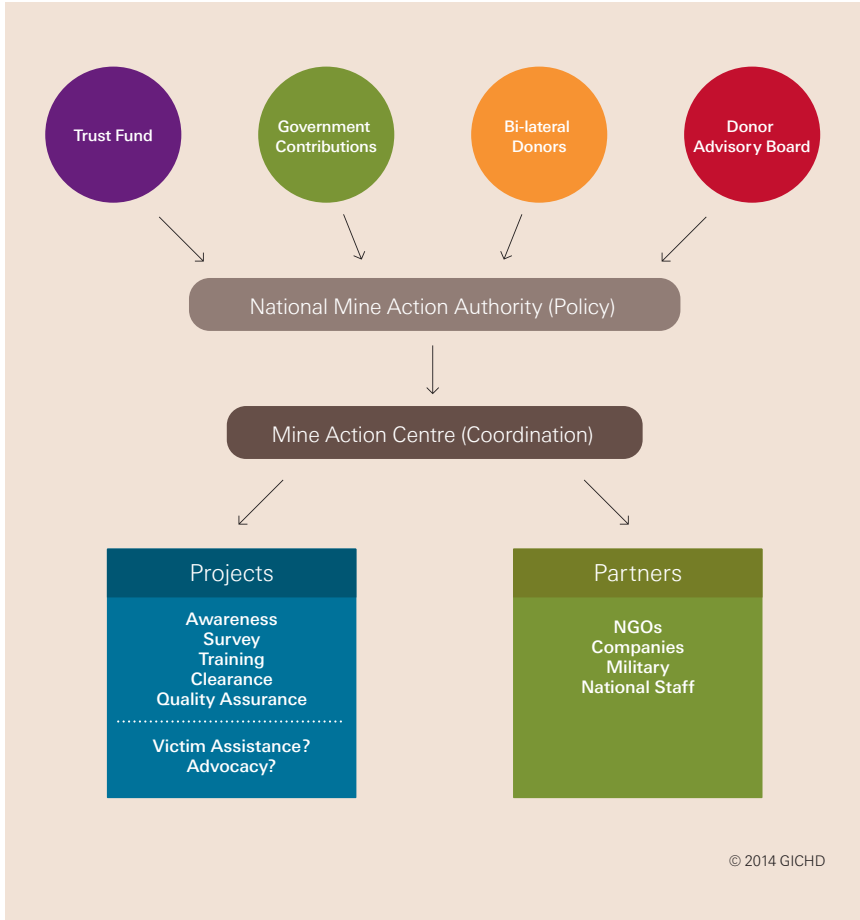 Trust Fund
Government
Contributions
Bi-lateral
Donors
Donor
Advisory Board
National Mine Action Authority (Policy)
Mine Action Centre (Coordination)
Projects
Awareness
Survey
Training
Clearance
Quality Assurance
Victim Assistance?
Advocacy?
Partners
NGOs
Companies
Military
National Staff
© 2014 GICHD